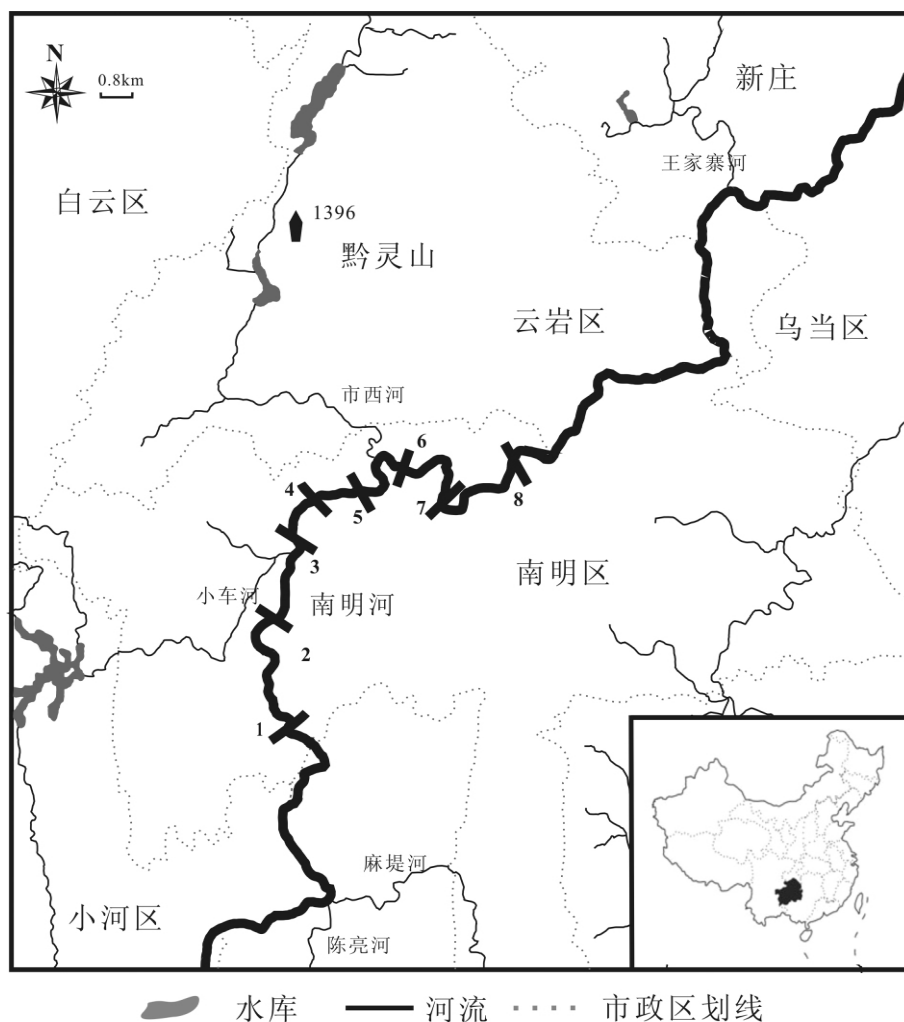 N
0.8km
新庄
王家寨河
白云区
1396
黔灵山
云岩区
乌当区
市西河
6
4
5
7
8
3
南明区
小车河
南明河
2
1
麻堤河
小河区
陈亮河
水库
河流
市政区划线